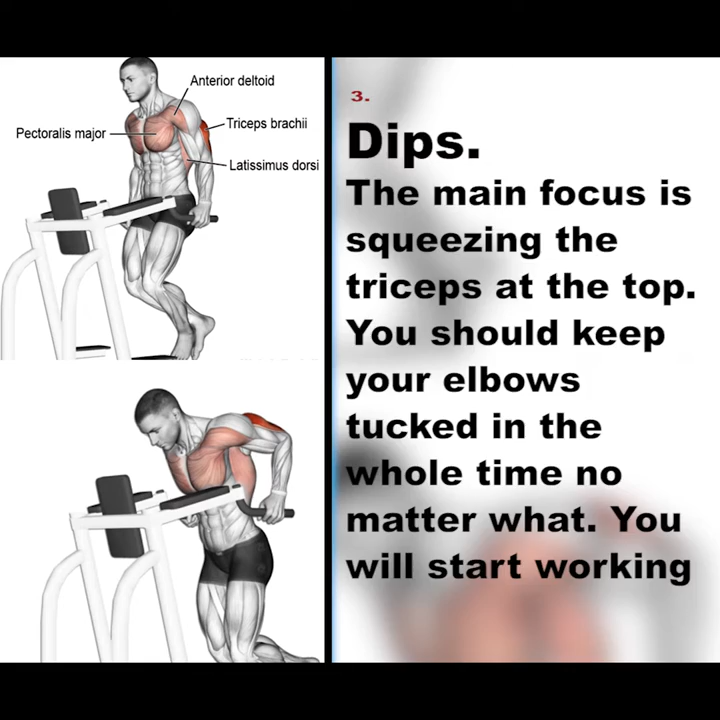 Anterior deltoid
Pectoralis major
Triceps brachii
Latissimus dorsi
3.
Dips.
The main focus is
squeezing the
triceps at the top.
You should keep
your elbows
tucked in the
whole time no
matter what. You
will start working